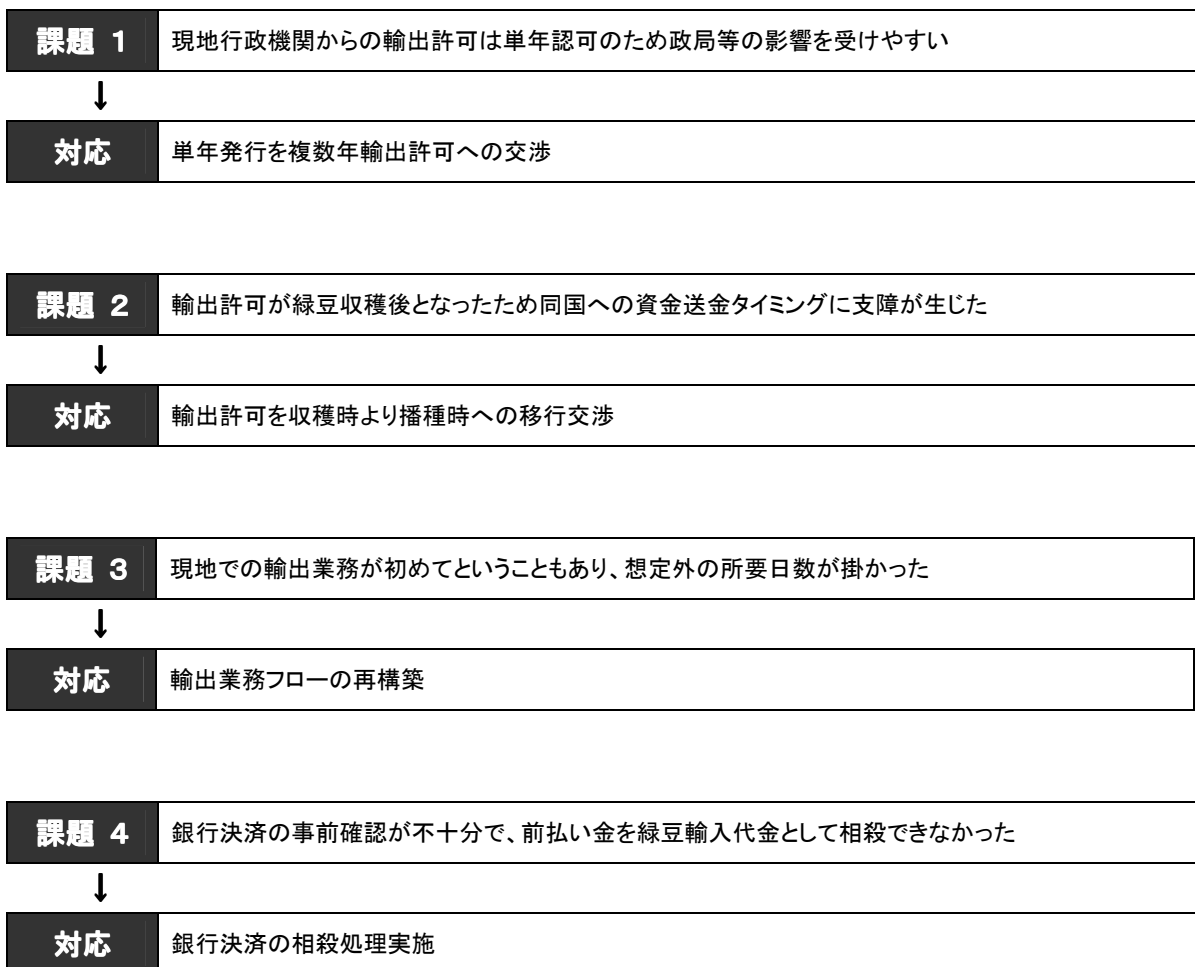 課題 1 現地行政機関からの輸出許可は単年認可のため政局等の影響を受けやすい
↓
対応 単年発行を複数年輸出許可への交渉
課題 2 輸出許可が緑豆収穫後となったため同国への資金送金タイミングに支障が生じた
↓
対応 輸出許可を収穫時より播種時への移行交渉
課題 3 現地での輸出業務が初めてということもあり、想定外の所要日数が掛かった
↓
対応 輸出業務フローの再構築
課題 4 銀行決済の事前確認が不十分で、前払い金を緑豆輸入代金として相殺できなかった
↓
対応 銀行決済の相殺処理実施